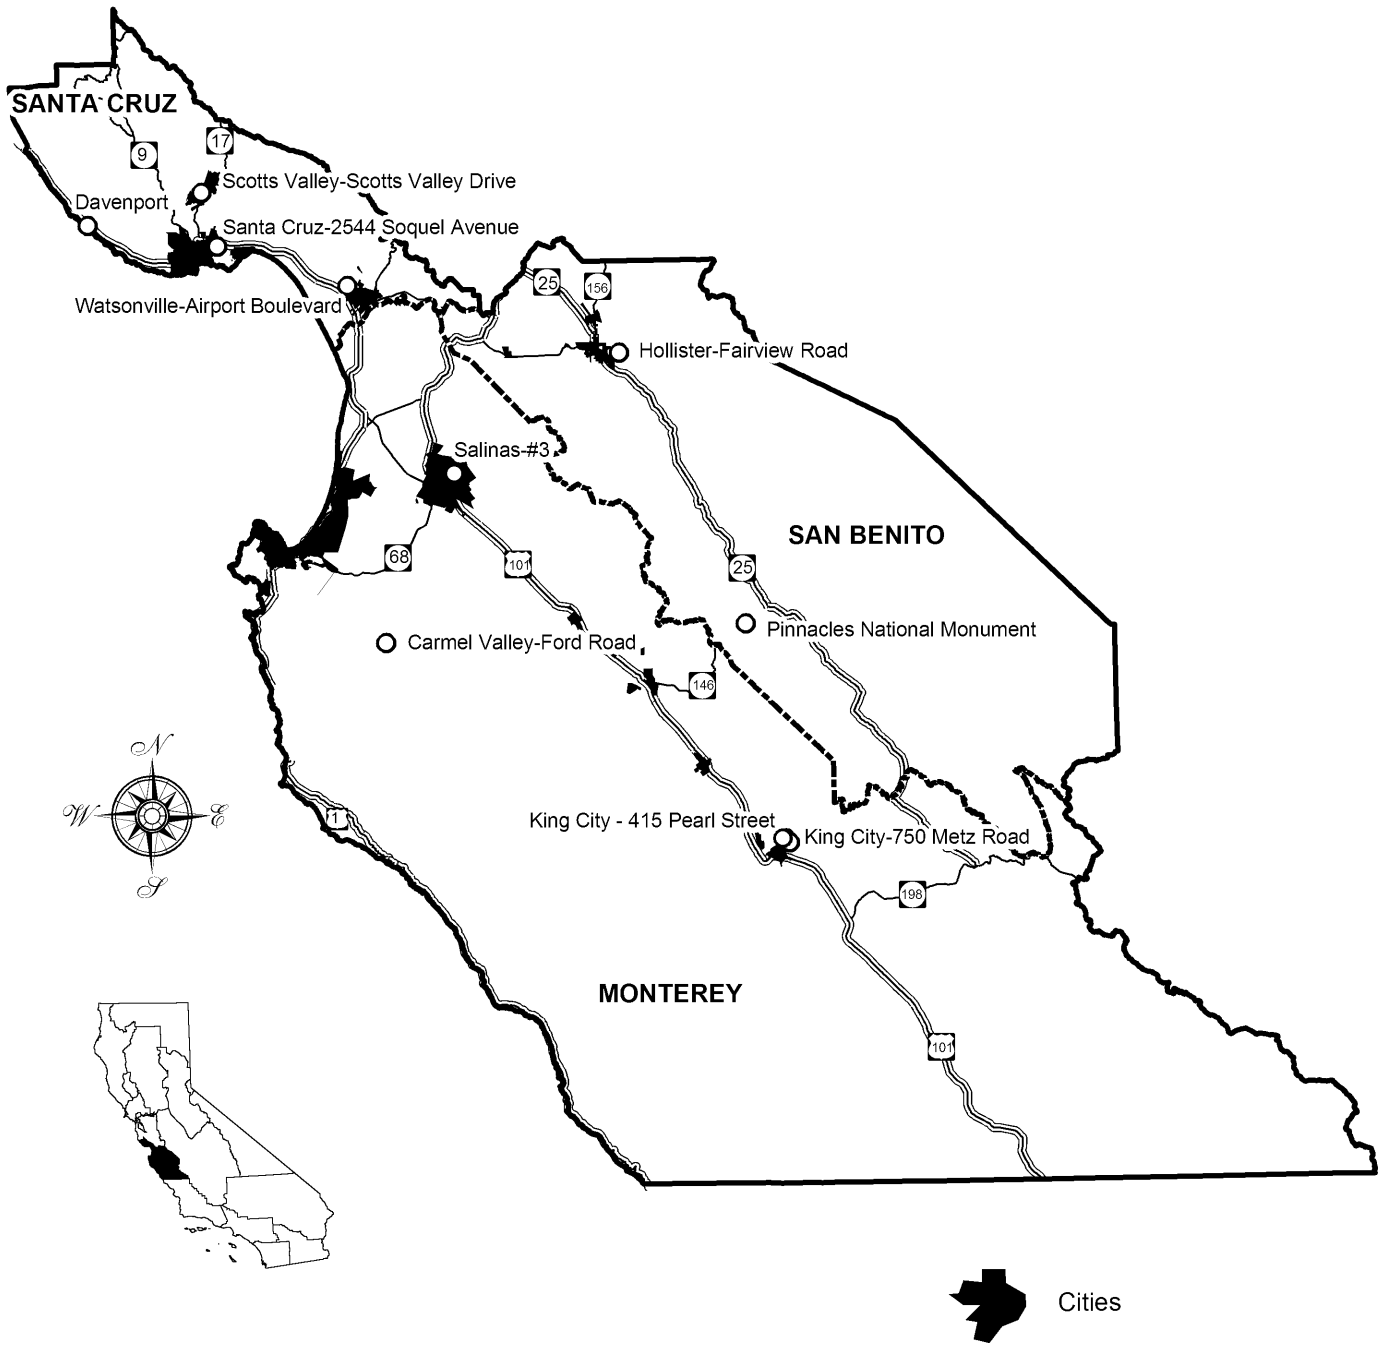 SANTA CRUZ
17
9
Scotts Valley-Scotts Valley Drive
Davenport
Santa Cruz-2544 Soquel Avenue
25
156
Watsonville-Airport Boulevard
Hollister-Fairview Road
Salinas-#3
SAN BENITO
68
101
25
Pinnacles National Monument
Carmel Valley-Ford Road
146
N
W
E
S
1
King City - 415 Pearl Street
King City-750 Metz Road
198
MONTEREY
101
Cities